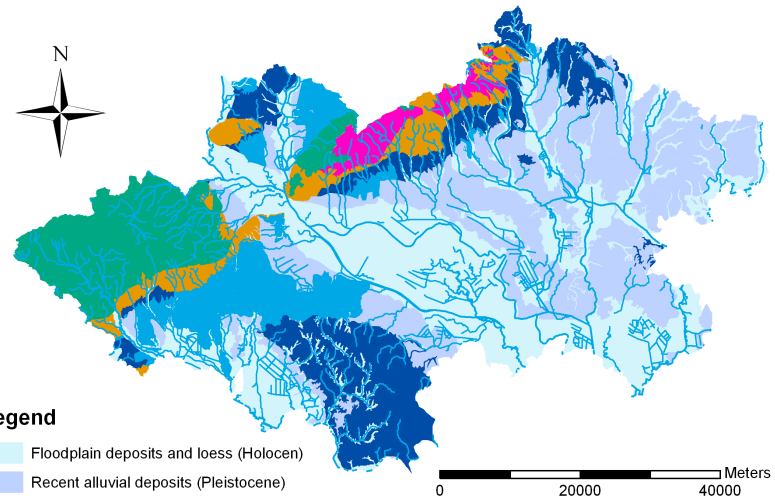 N
egend
Floodplain deposits and loess (Holocen)
Recent alluvial deposits (Pleistocene)
Meters
0 20000 40000